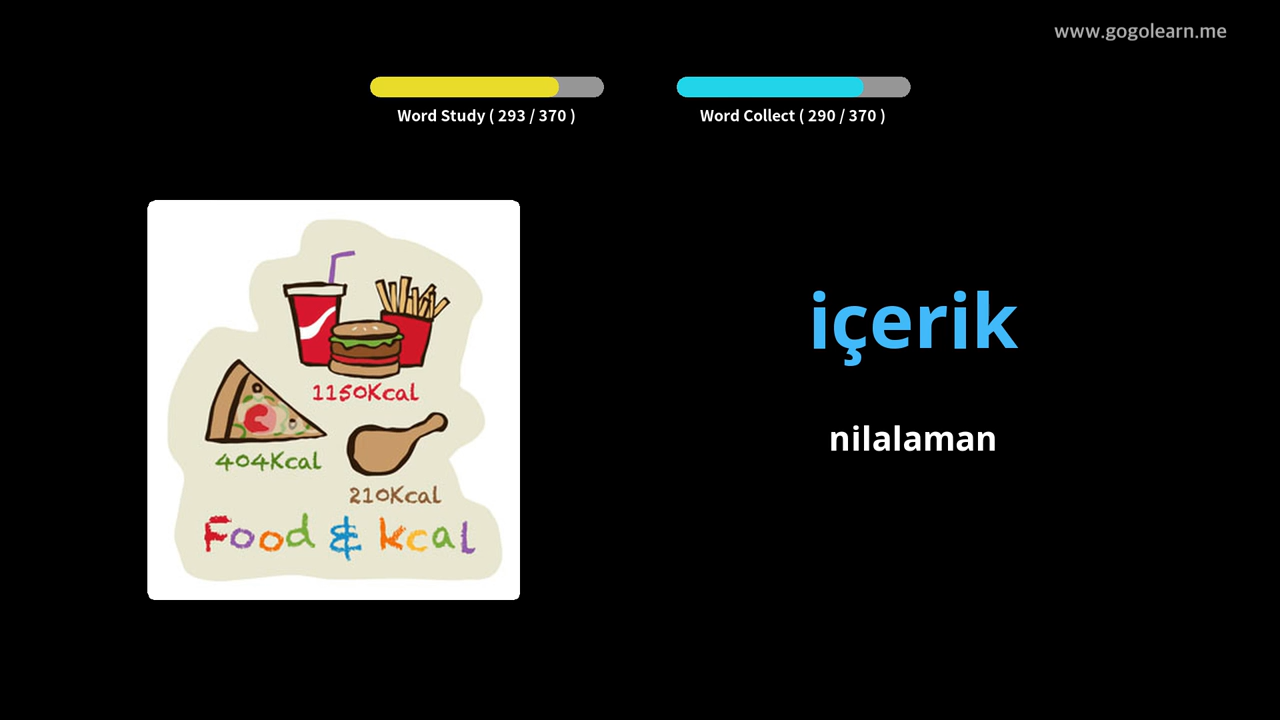 www.gogolearn.me
Word Study ( 293 / 370 )
Word Collect ( 290 / 370 )
1150Kcal
404Kcal
210Kcal
Food & kcal
içerik
nilalaman